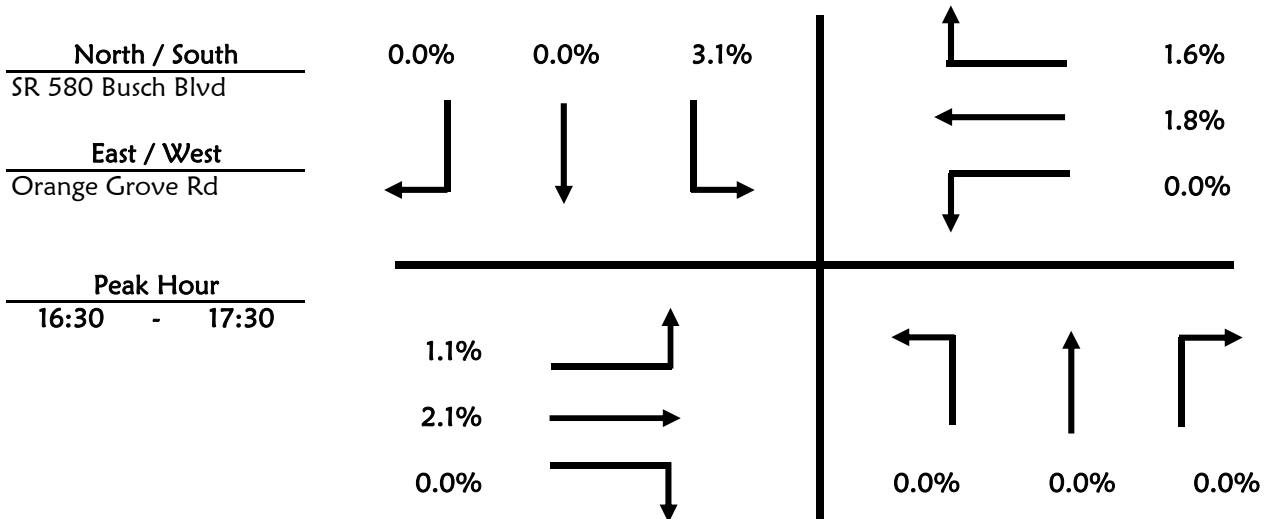 North / South
SR 580 Busch Blvd
East / West
Orange Grove Rd
Peak Hour
16:30 - 17:30
0.0% 0.0% 3.1%
1.6%
1.8%
0.0%
1.1%
2.1%
0.0%
0.0% 0.0% 0.0%